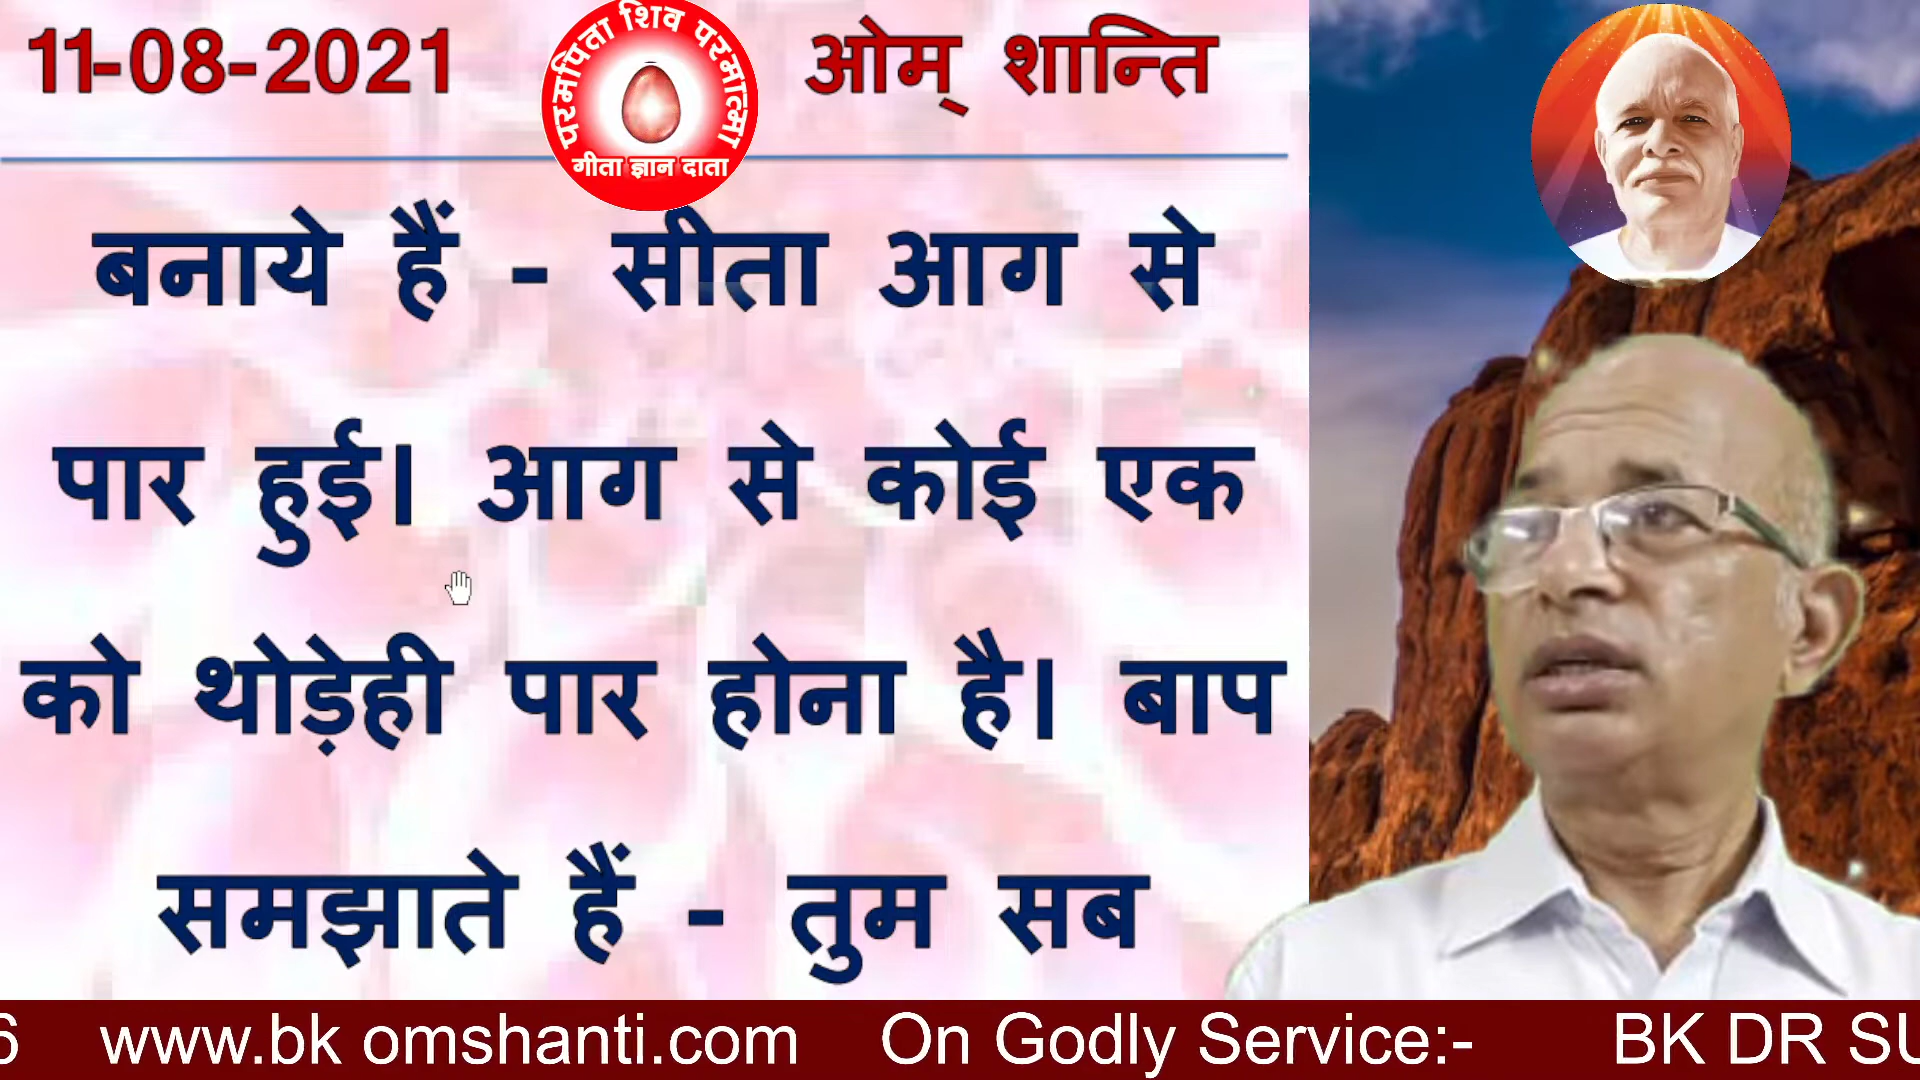 11-08-2021
परमपिता शिव परमात्मा
गीता ज्ञान दाता
ओम् शान्ति
बनाये हैं - सीता आग से
पार हुई। आग से कोई एक
को थोड़ेही पार होना है। बाप
समझाते हैं - तुम सब
6 www.bk omshanti.com On Godly Service:- BK DR SU